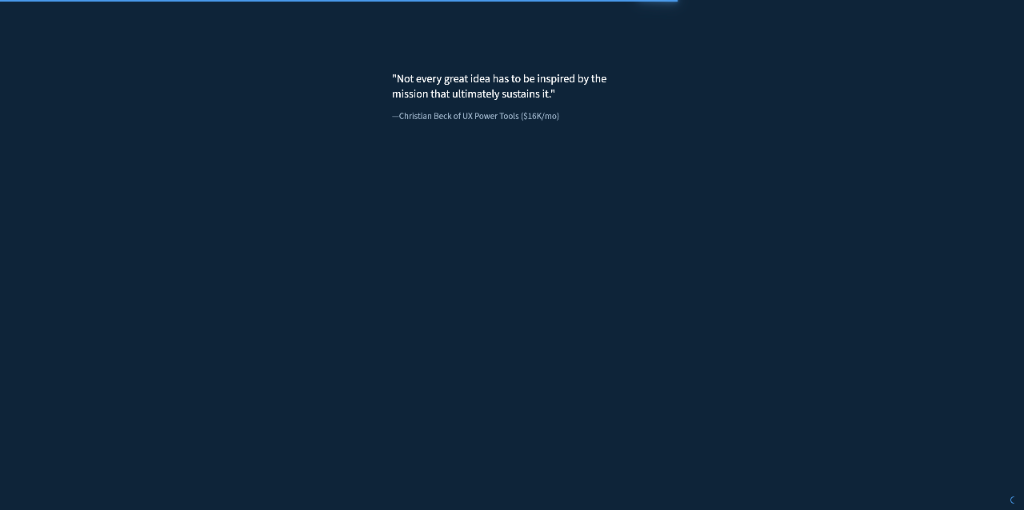 "Not every great idea has to be inspired by the
mission that ultimately sustains it."
—Christian Beck of UX Power Tools ($16K/mo)